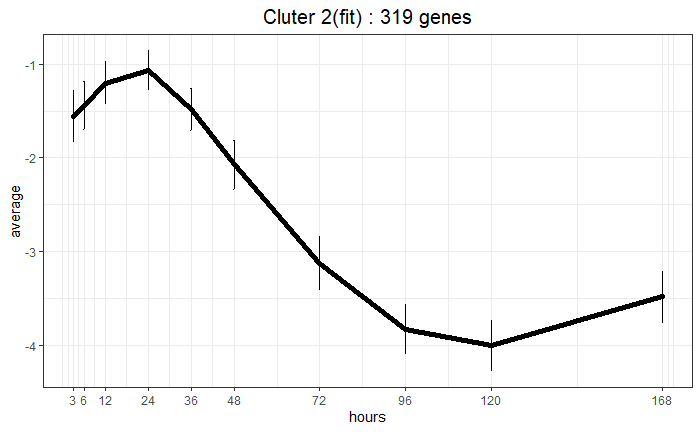 Cluter 2(fit) : 319 genes
-1
-2
-3
-4
average
3 6 12 24 36 48 72 96 120 168
hours